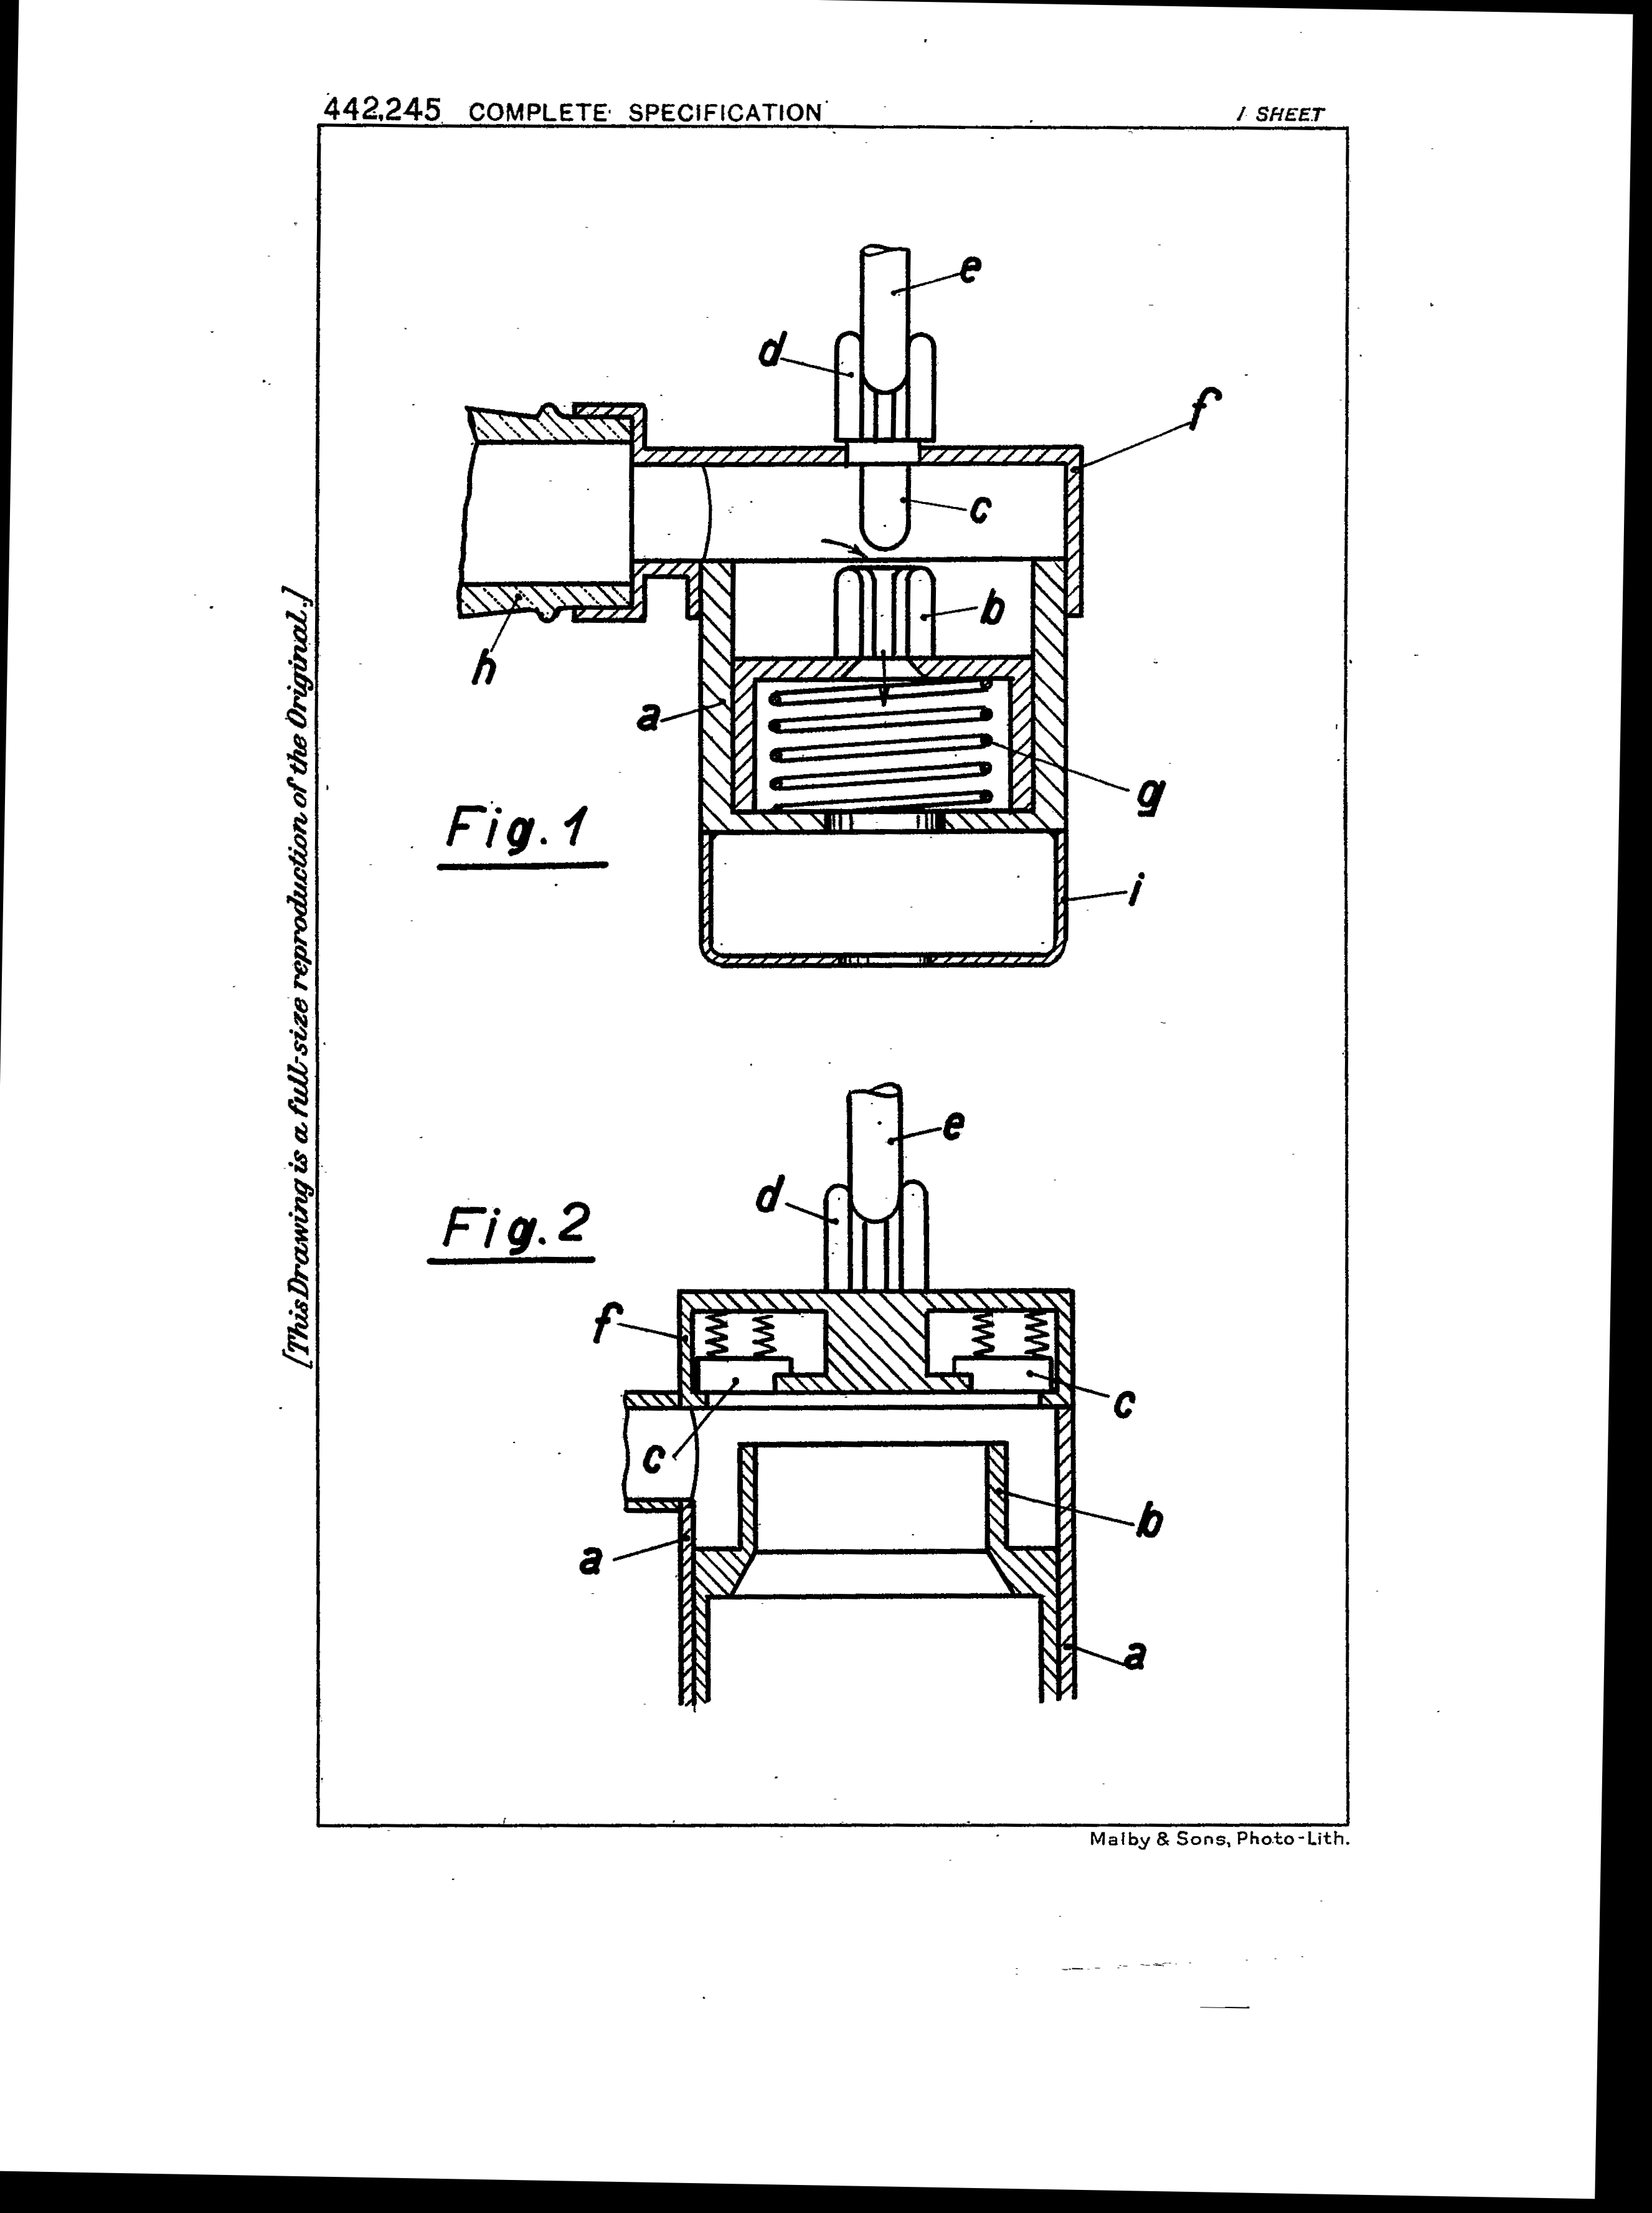 442,245 COMPLETE SPECIFICATION
1 SHEET
[This Drawing is a full-size reproduction of the Original.]
e
d
f
c
b
h
a
g
Fig. 1
i
e
d
Fig. 2
f
c
c
b
a
a
Malby & Sons, Photo-Lith.